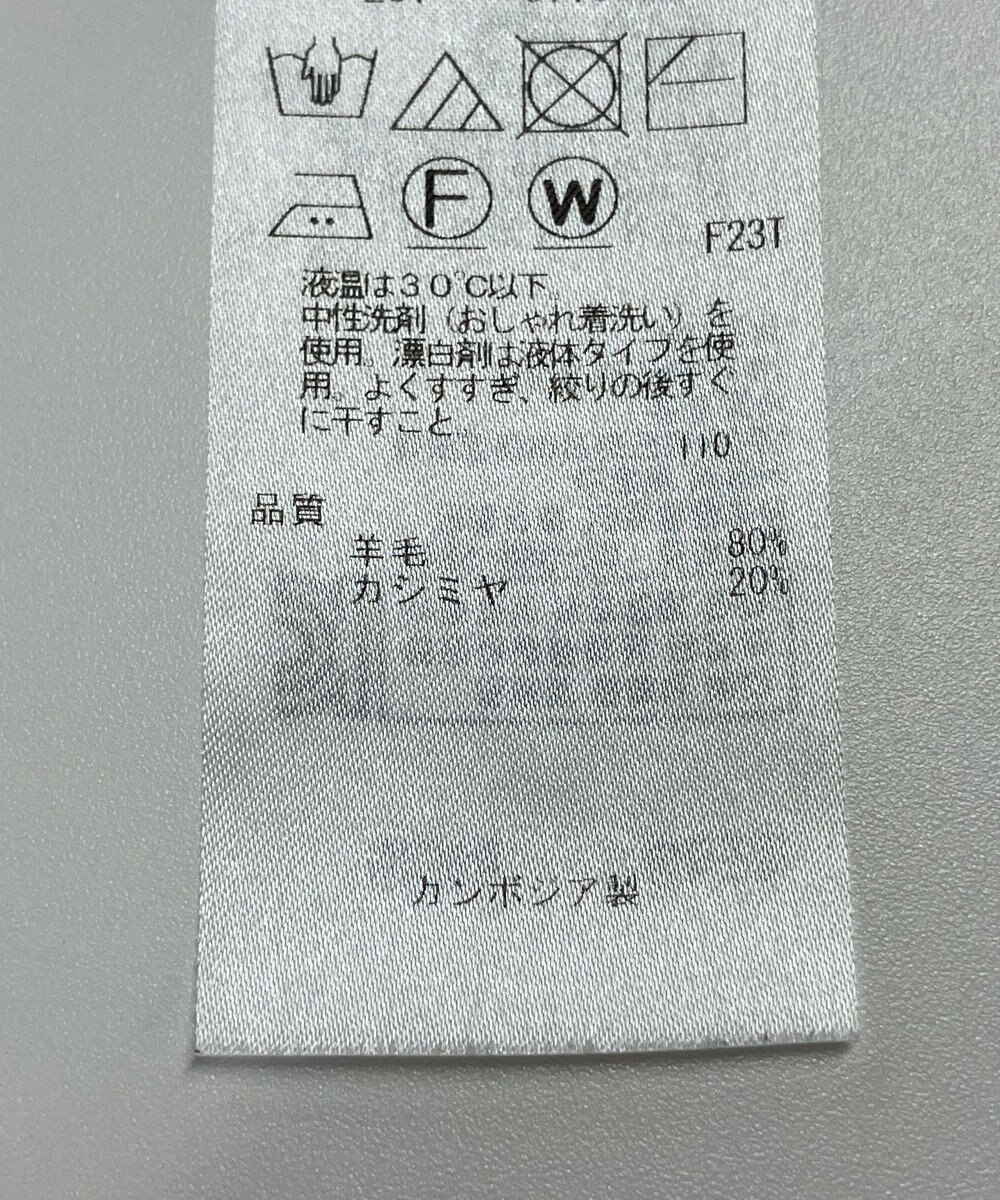 F
W
F23T
液温は30℃以下
中性洗剤（おしゃれ着洗い）を
使用。漂白剤は液体タイプを使
用。よくすすぎ、絞りの後すぐ
に干すこと
110
品質
羊毛 80%
カシミヤ 20%
カンボジア製